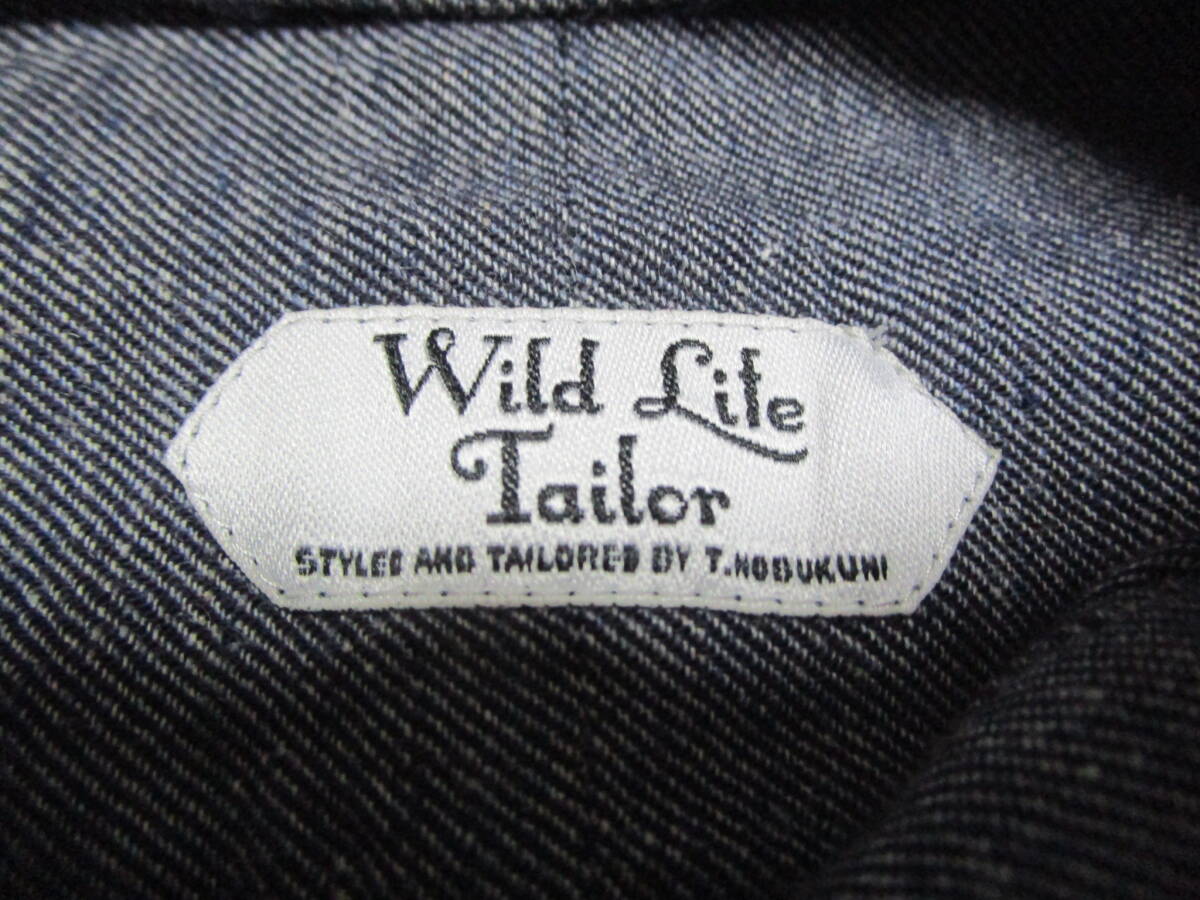 Wild Life
Tailor
STYLED AND TAILORED BY T.NOBUKUNI